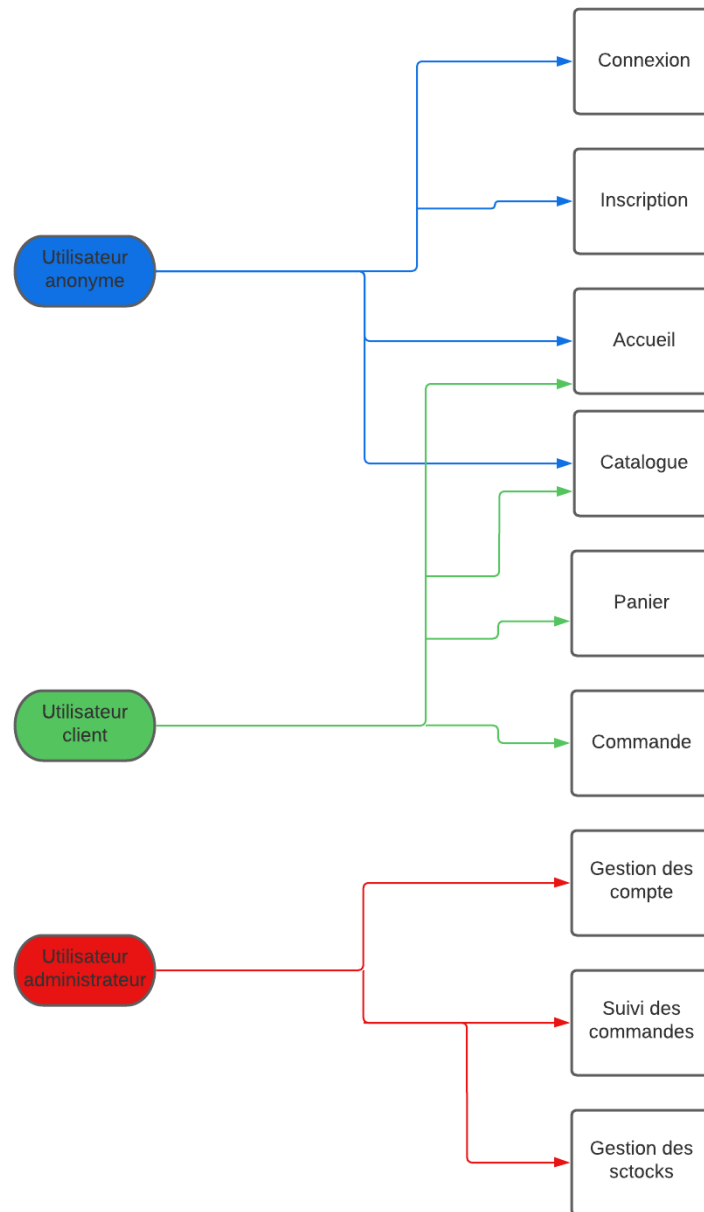 Connexion
Inscription
Utilisateur
anonyme
Accueil
Catalogue
Panier
Utilisateur
client
Commande
Gestion des
compte
Utilisateur
administrateur
Suivi des
commandes
Gestion des
sctocks